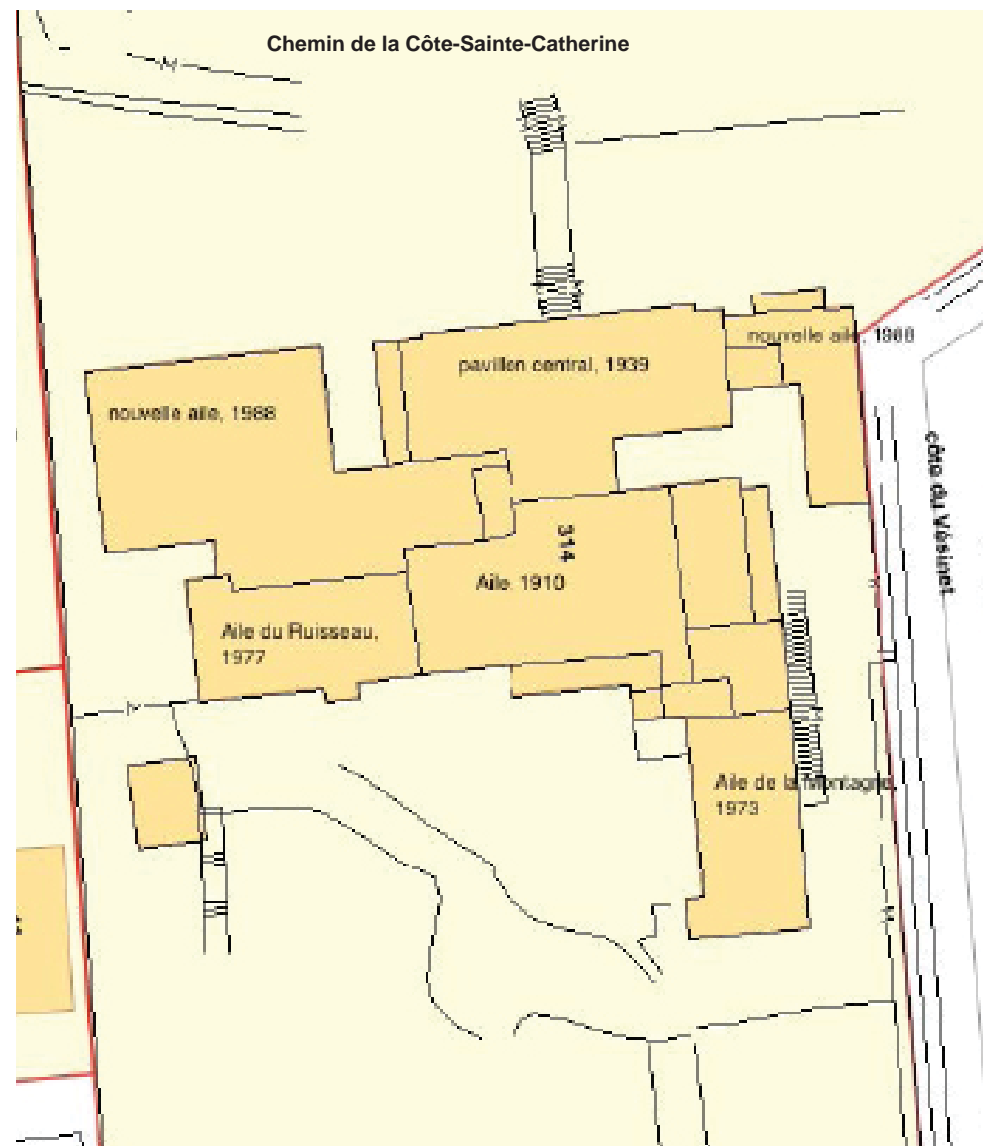 Chemin de la Côte-Sainte-Catherine
nouvelle aile, 1988
pavillon central, 1939
nouvelle aile, 1988
314
Aile, 1910
Aile du Ruisseau,
1977
côte du Vésinet
Aile de la Montagne,
1973